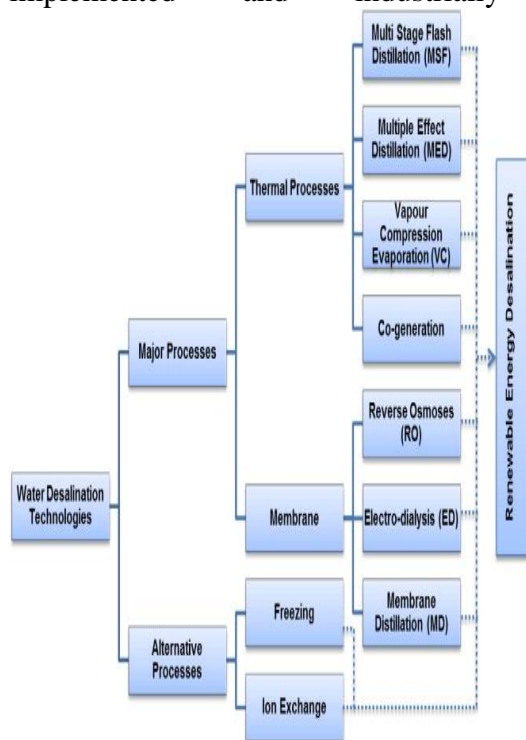 implemented and industrially
Multi Stage Flash
Distillation (MSF)
Multiple Effect
Distillation (MED)
Thermal Processes
Vapour
Compression
Evaporation (VC)
Co-generation
Major Processes
Reverse Osmoses
(RO)
Water Desalination
Technologies
Membrane
Electro-dialysis (ED)
Membrane
Distillation (MD)
Freezing
Alternative
Processes
Ion Exchange
Renewable Energy Desalination